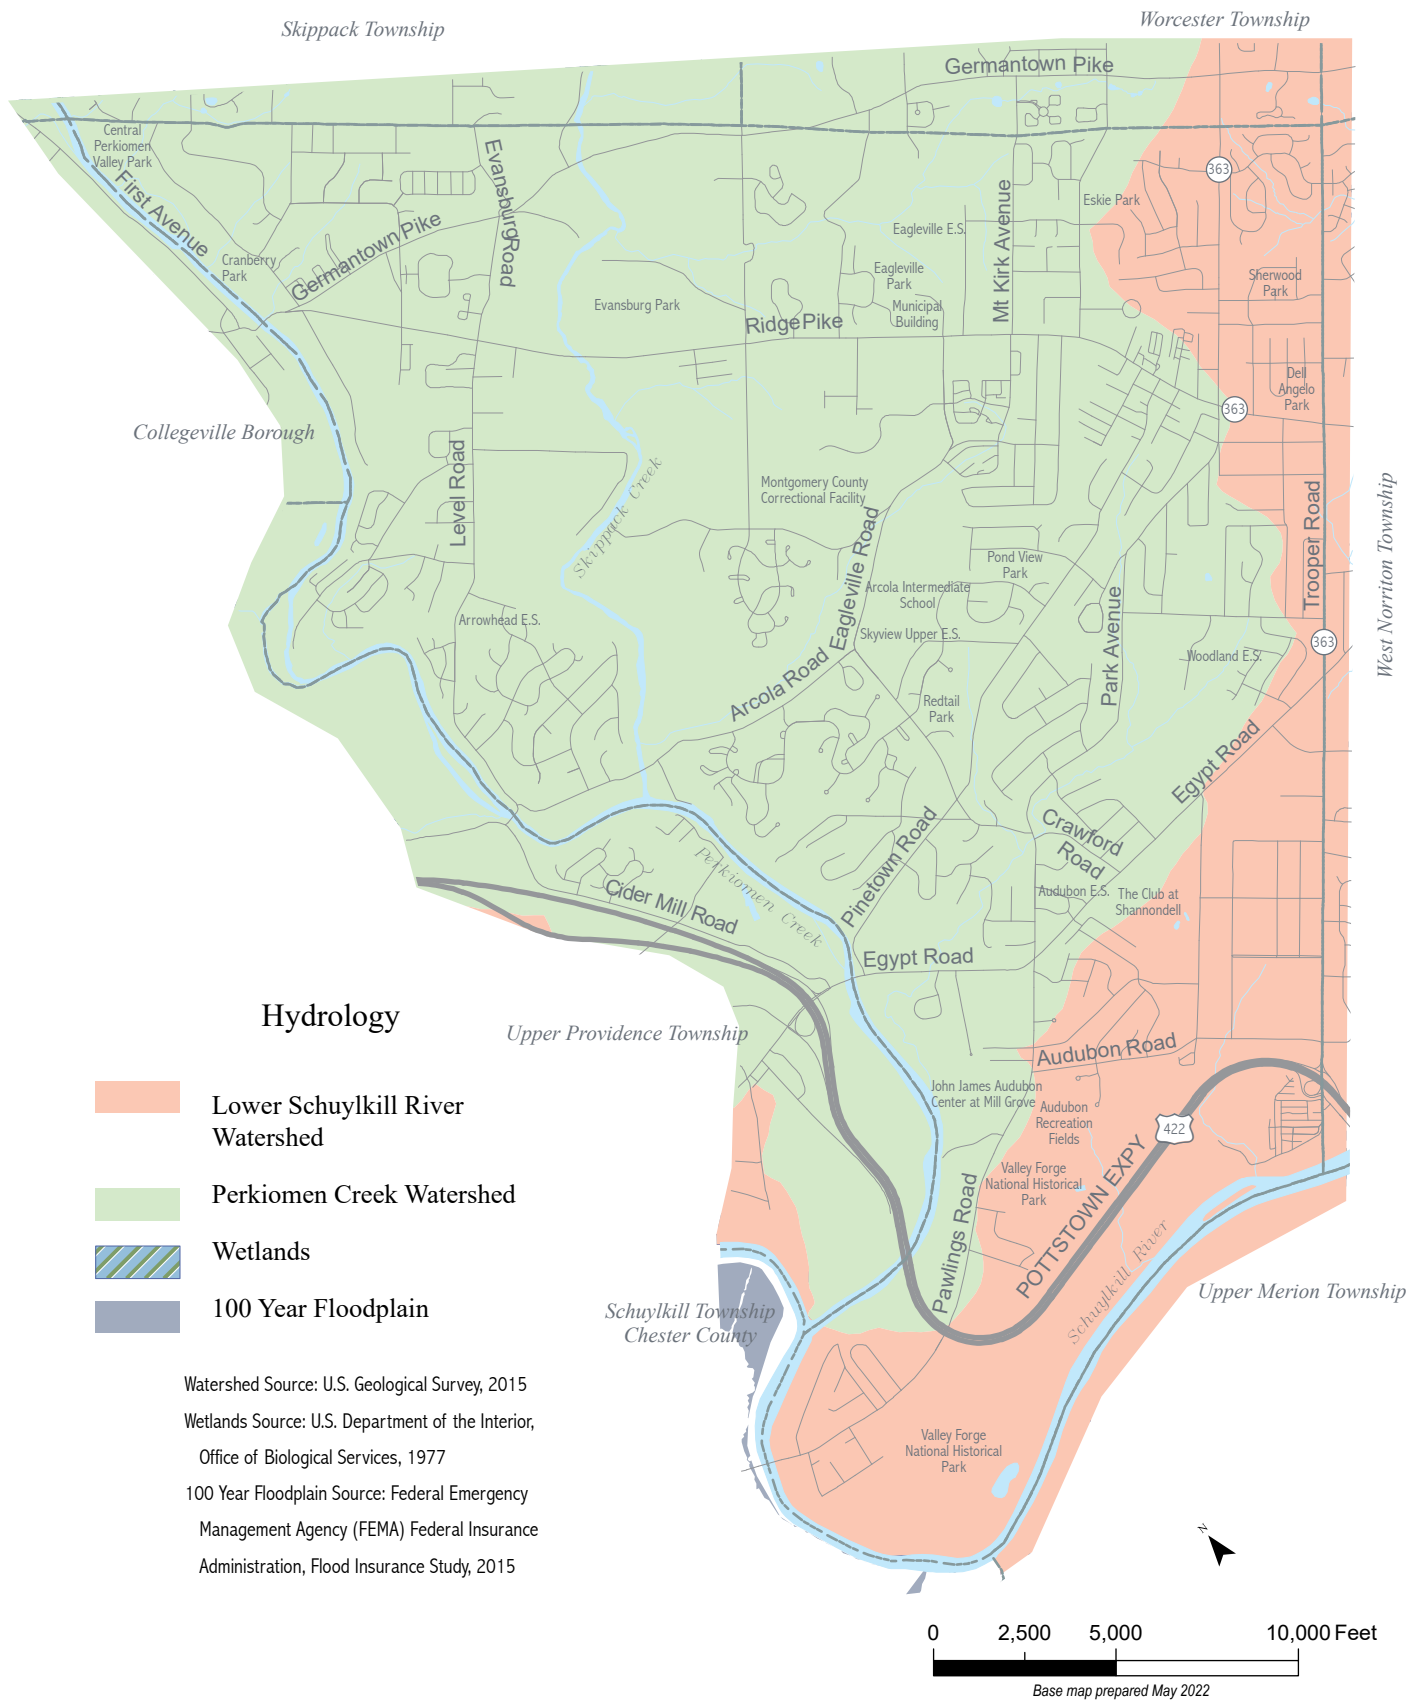 Skippack Township
Worcester Township
Germantown Pike
Central
Perkiomen
Valley Park
First Avenue
Evansburg Road
363
Eskie Park
Mt Kirk Avenue
Eagleville E.S.
Germantown Pike
Cranberry
Park
Eagleville
Park
Sherwood
Park
Evansburg Park
Municipal
Building
Ridge Pike
Dell
Angelo
Park
363
Collegeville Borough
Level Road
Skippack Creek
Montgomery County
Correctional Facility
Eagleville Road
Trooper Road
West Norriton Township
Pond View
Park
Arcola Intermediate
School
Park Avenue
Arrowhead E.S.
Skyview Upper E.S.
363
Woodland E.S.
Arcola Road
Redtail
Park
Egypt Road
Crawford
Road
Pinetown Road
Perkiomen Creek
Cider Mill Road
Audubon E.S.
The Club at
Shannondell
Egypt Road
Hydrology
Upper Providence Township
Audubon Road
John James Audubon
Center at Mill Grove
Audubon
Recreation
Fields
422
Lower Schuylkill River
Watershed
Valley Forge
National Historical
Park
POTTSTOWN EXPY
Pawlings Road
Perkiomen Creek Watershed
Schuylkill River
Wetlands
Upper Merion Township
100 Year Floodplain
Schuylkill Township
Chester County
Watershed Source: U.S. Geological Survey, 2015
Wetlands Source: U.S. Department of the Interior,
Office of Biological Services, 1977
100 Year Floodplain Source: Federal Emergency
Management Agency (FEMA) Federal Insurance
Administration, Flood Insurance Study, 2015
Valley Forge
National Historical
Park
N
0 2,500 5,000 10,000 Feet
Base map prepared May 2022